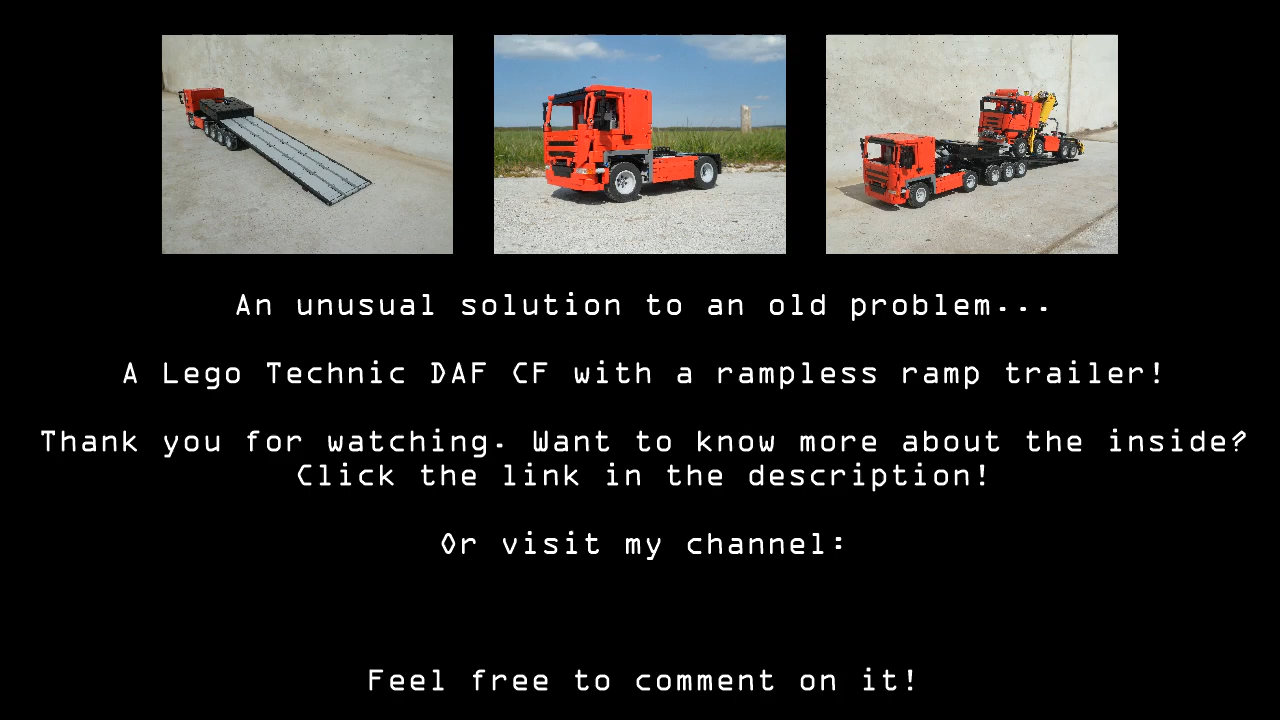 An unusual solution to an old problem...
A Lego Technic DAF CF with a rampless ramp trailer!
Thank you for watching. Want to know more about the inside?
Click the link in the description!
Or visit my channel:
Feel free to comment on it!